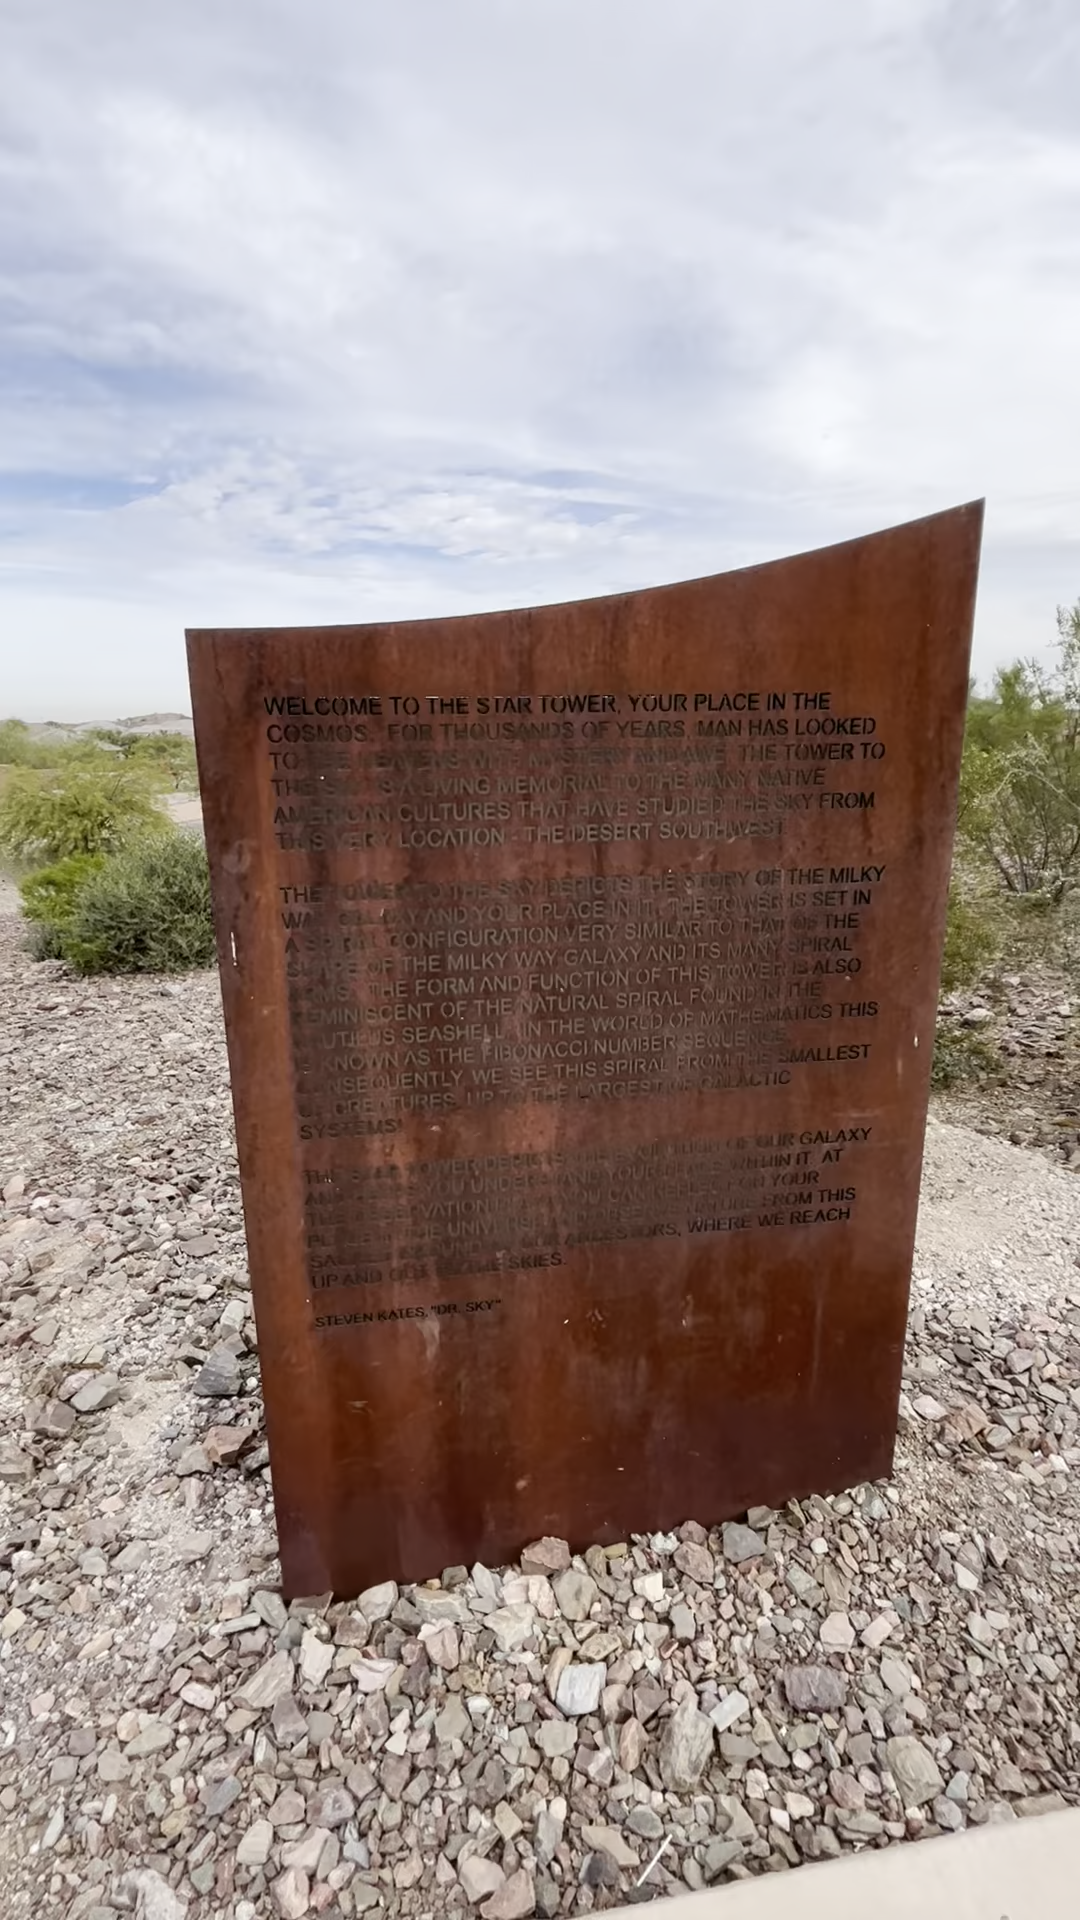 WELCOME TO THE STAR TOWER, YOUR PLACE IN THE
COSMOS. FOR THOUSANDS OF YEARS, MAN HAS LOOKED
TO THE HEAVENS WITH MYSTERY AND AWE. THE TOWER TO
THE SKY IS A LIVING MEMORIAL TO THE MANY NATIVE
AMERICAN CULTURES THAT HAVE STUDIED THE SKY FROM
THIS VERY LOCATION - THE DESERT SOUTHWEST.
THE TOWER TO THE SKY DEPICTS THE STORY OF THE MILKY
WAY GALAXY AND YOUR PLACE IN IT. THE TOWER IS SET IN
A SPIRAL CONFIGURATION VERY SIMILAR TO THAT OF THE
SHAPE OF THE MILKY WAY GALAXY AND ITS MANY SPIRAL
ARMS. THE FORM AND FUNCTION OF THIS TOWER IS ALSO
REMINISCENT OF THE NATURAL SPIRAL FOUND IN THE
NAUTILUS SEASHELL. IN THE WORLD OF MATHEMATICS THIS
IS KNOWN AS THE FIBONACCI NUMBER SEQUENCE.
CONSEQUENTLY, WE SEE THIS SPIRAL FROM THE SMALLEST
OF CREATURES, UP TO THE LARGEST OF GALACTIC
SYSTEMS!
THE STAR TOWER DEPICTS THE EVOLUTION OF OUR GALAXY
AND YOU UNDERSTAND YOUR PLACE WITHIN IT. AT
THE OBSERVATION YOU CAN REFLECT ON YOUR
PLACE IN THE UNIVERSE NATURE FROM THIS
SACRED GROUND OF OUR ANCESTORS, WHERE WE REACH
UP AND OUT TO THE SKIES.
STEVEN KATES, "DR. SKY"